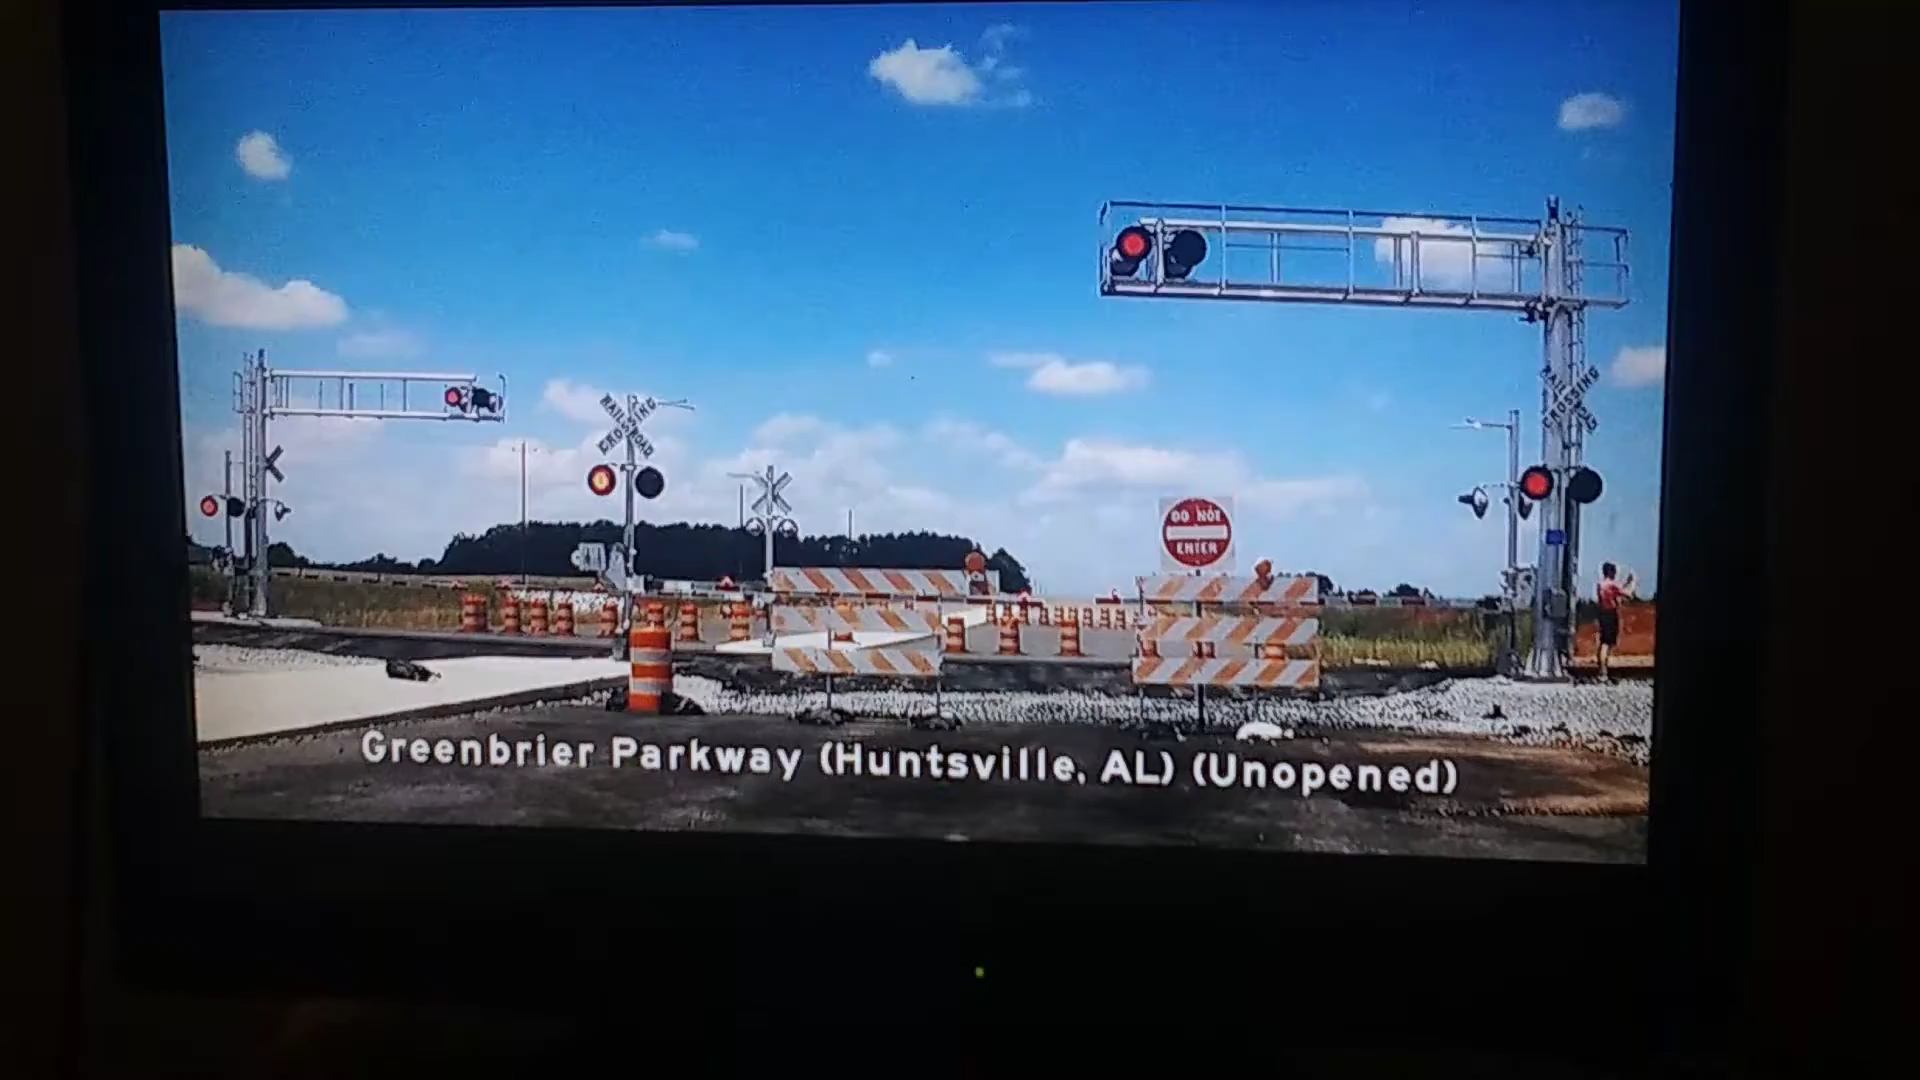 RAILROAD
CROSSING
RAILROAD
CROSSING
DO NOT
ENTER
Greenbrier Parkway (Huntsville, AL) (Unopened)